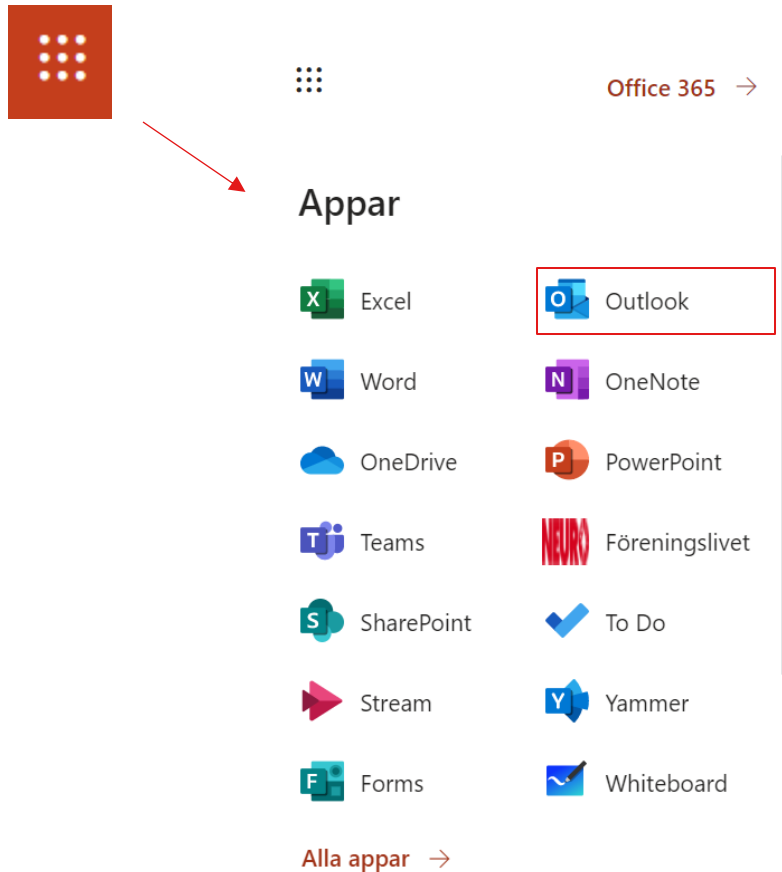 Office 365
Appar
Excel
Outlook
Word
OneNote
OneDrive
PowerPoint
Teams
NEURO Föreningslivet
SharePoint
To Do
Stream
Yammer
Forms
Whiteboard
Alla appar